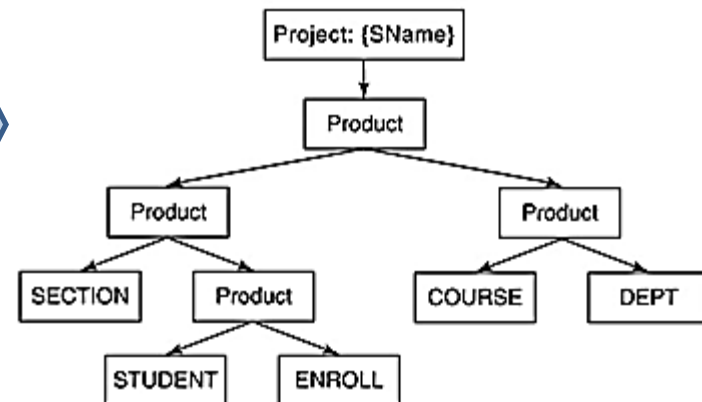 Project: {SName}
Product
Product
Product
SECTION
Product
COURSE
DEPT
STUDENT
ENROLL